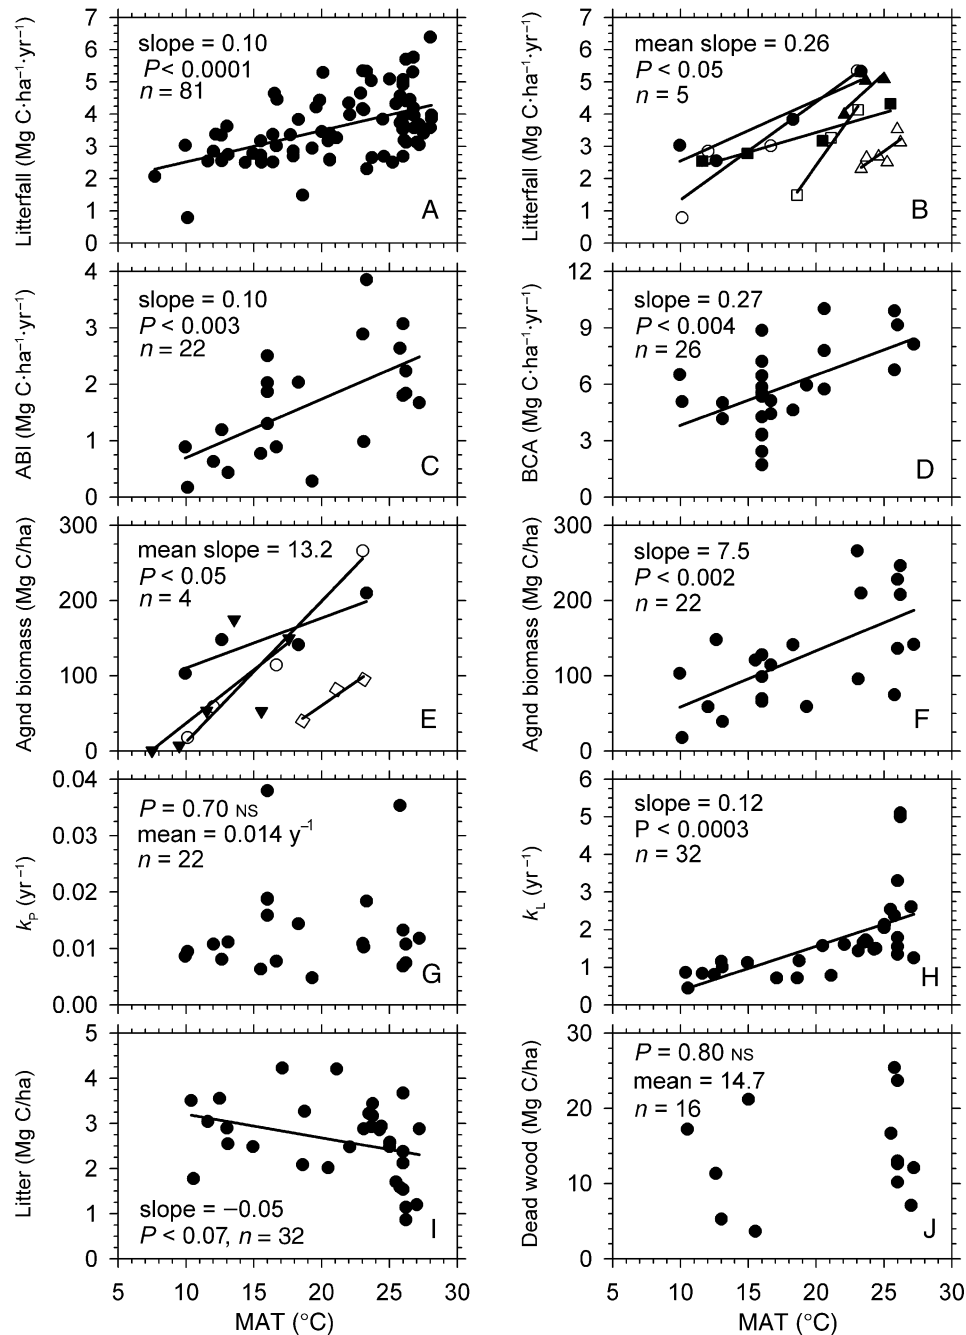 7
6
5
4
3
2
1
0
Litterfall (Mg C·ha⁻¹·yr⁻¹)
slope = 0.10
P < 0.0001
n = 81
A
7
6
5
4
3
2
1
0
Litterfall (Mg C·ha⁻¹·yr⁻¹)
mean slope = 0.26
P < 0.05
n = 5
B
4
3
2
1
0
ABI (Mg C·ha⁻¹·yr⁻¹)
slope = 0.10
P < 0.003
n = 22
C
12
9
6
3
0
BCA (Mg C·ha⁻¹·yr⁻¹)
slope = 0.27
P < 0.004
n = 26
D
300
200
100
0
Agnd biomass (Mg C/ha)
mean slope = 13.2
P < 0.05
n = 4
E
300
200
100
0
Agnd biomass (Mg C/ha)
slope = 7.5
P < 0.002
n = 22
F
0.04
0.03
0.02
0.01
0.00
kP (yr⁻¹)
P = 0.70 NS
mean = 0.014 y⁻¹
n = 22
G
6
5
4
3
2
1
0
kL (yr⁻¹)
slope = 0.12
P < 0.0003
n = 32
H
5
4
3
2
1
0
Litter (Mg C/ha)
slope = −0.05
P < 0.07, n = 32
I
5 10 15 20 25 30
MAT (°C)
30
20
10
0
Dead wood (Mg C/ha)
P = 0.80 NS
mean = 14.7
n = 16
J
5 10 15 20 25 30
MAT (°C)